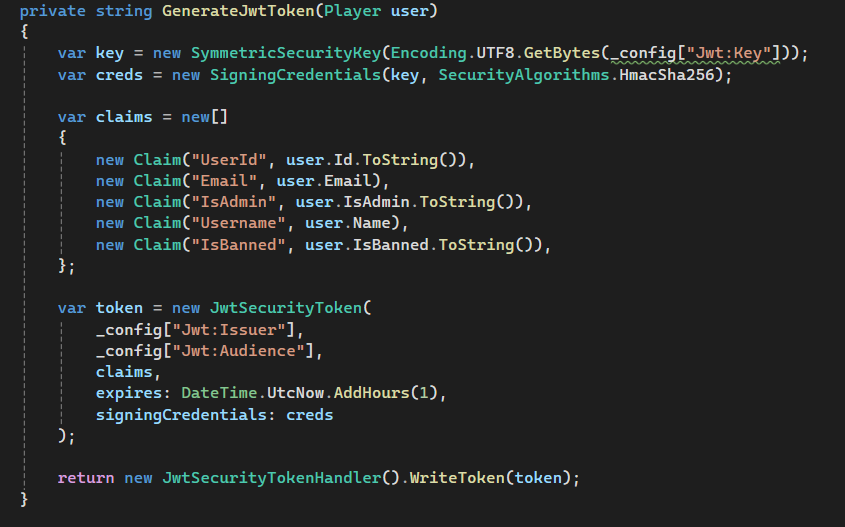 private string GenerateJwtToken(Player user)
{
    var key = new SymmetricSecurityKey(Encoding.UTF8.GetBytes(_config["Jwt:Key"]));
    var creds = new SigningCredentials(key, SecurityAlgorithms.HmacSha256);

    var claims = new[]
    {
        new Claim("UserId", user.Id.ToString()),
        new Claim("Email", user.Email),
        new Claim("IsAdmin", user.IsAdmin.ToString()),
        new Claim("Username", user.Name),
        new Claim("IsBanned", user.IsBanned.ToString()),
    };

    var token = new JwtSecurityToken(
        _config["Jwt:Issuer"],
        _config["Jwt:Audience"],
        claims,
        expires: DateTime.UtcNow.AddHours(1),
        signingCredentials: creds
    );

    return new JwtSecurityTokenHandler().WriteToken(token);
}